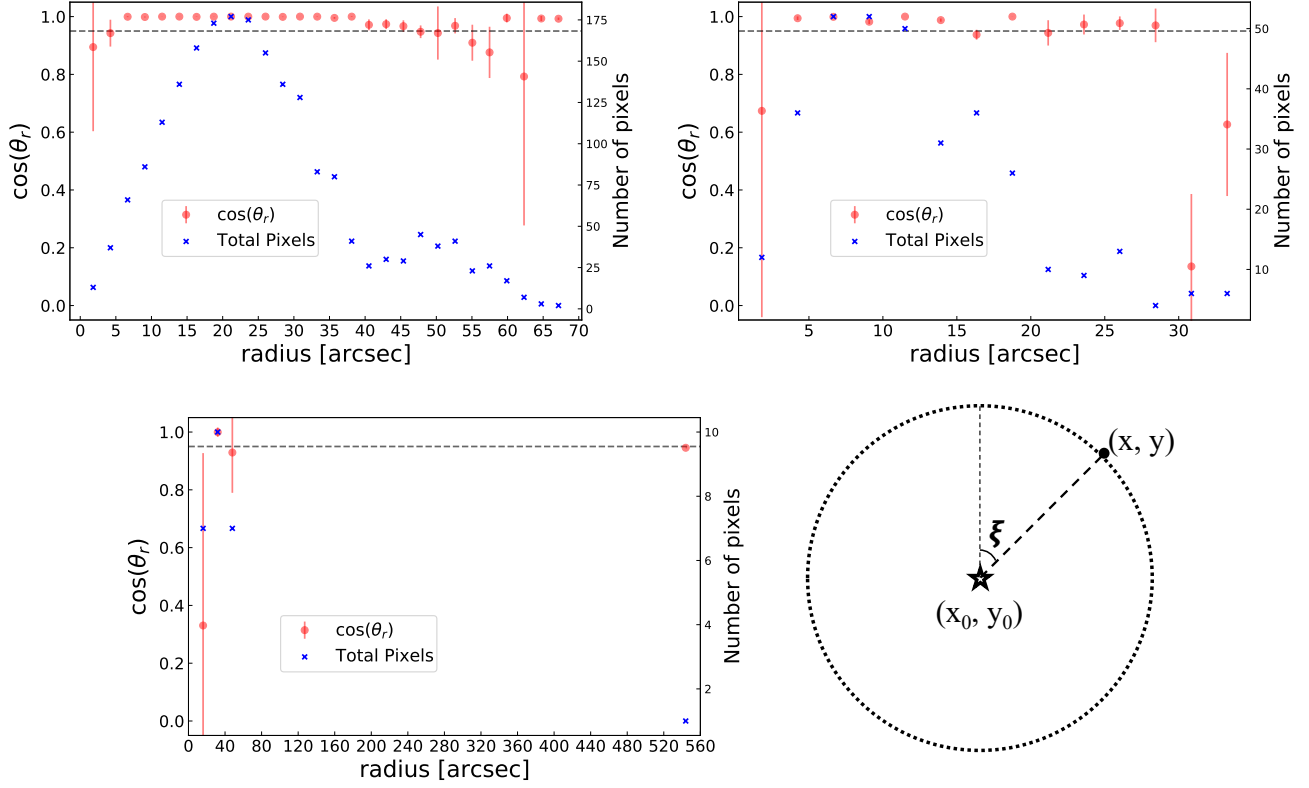 1.0
0.8
0.6
0.4
0.2
0.0
cos(θr)
175
150
125
100
75
50
25
0
Number of pixels
cos(θr)
Total Pixels
0 5 10 15 20 25 30 35 40 45 50 55 60 65 70
radius [arcsec]
1.0
0.8
0.6
0.4
0.2
0.0
cos(θr)
50
40
30
20
10
Number of pixels
cos(θr)
Total Pixels
5 10 15 20 25 30
radius [arcsec]
1.0
0.8
0.6
0.4
0.2
0.0
cos(θr)
10
8
6
4
2
Number of pixels
cos(θr)
Total Pixels
0 40 80 120 160 200 240 280 320 360 400 440 480 520 560
radius [arcsec]
(x, y)
ξ
(x₀, y₀)